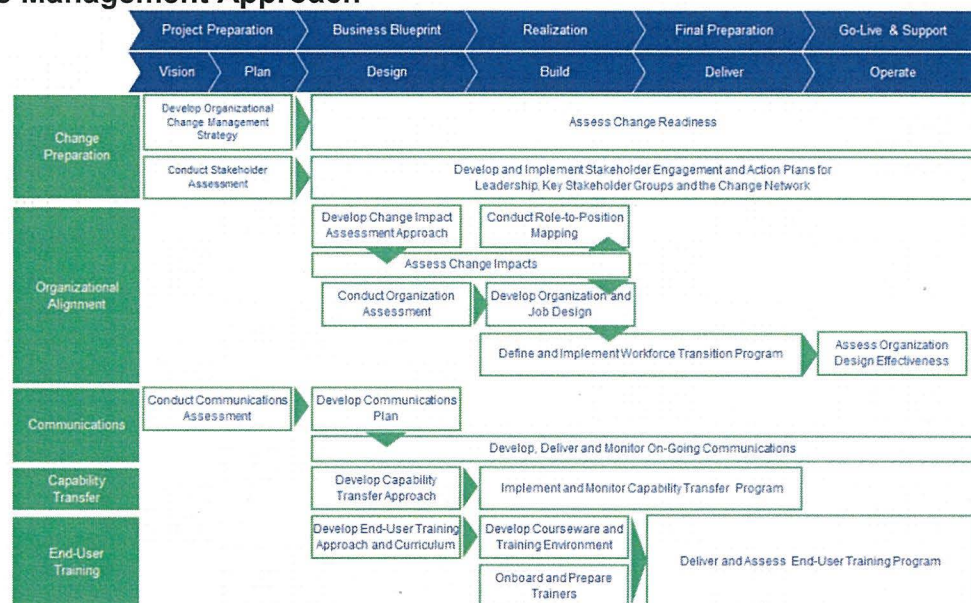 Management Approach
Project Preparation
Business Blueprint
Realization
Final Preparation
Go-Live & Support
Vision
Plan
Design
Build
Deliver
Operate
Change
Preparation
Develop Organizational
Change Management
Strategy
Assess Change Readiness
Conduct Stakeholder
Assessment
Develop and Implement Stakeholder Engagement and Action Plans for
Leadership, Key Stakeholder Groups and the Change Network
Organizational
Alignment
Develop Change Impact
Assessment Approach
Conduct Role-to-Position
Mapping
Assess Change Impacts
Conduct Organization
Assessment
Develop Organization and
Job Design
Define and Implement Workforce Transition Program
Assess Organization
Design Effectiveness
Communications
Conduct Communications
Assessment
Develop Communications
Plan
Develop, Deliver and Monitor On-Going Communications
Capability
Transfer
Develop Capability
Transfer Approach
Implement and Monitor Capability Transfer Program
End-User
Training
Develop End-User Training
Approach and Curriculum
Develop Courseware and
Training Environment
Onboard and Prepare
Trainers
Deliver and Assess End-User Training Program